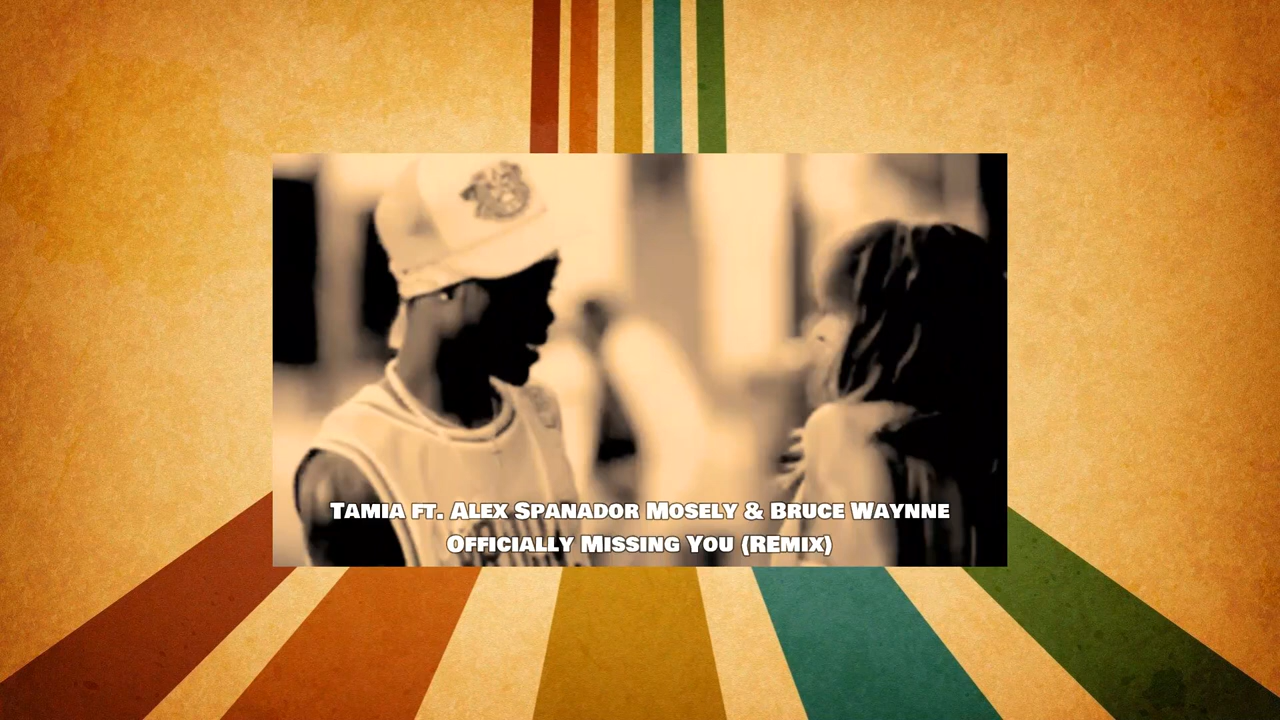 Tamia ft. Alex Spanador Mosely & Bruce Waynne
Officially Missing You (REmix)